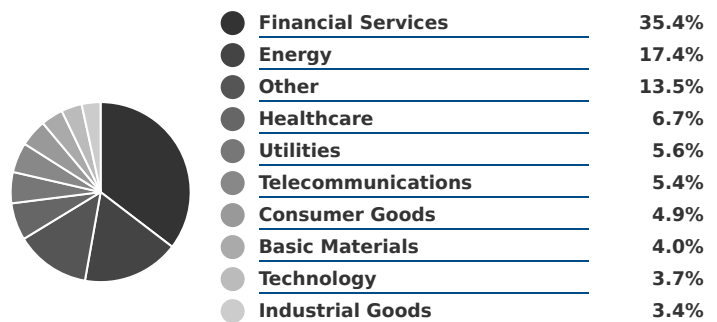 Financial Services 35.4%
Energy 17.4%
Other 13.5%
Healthcare 6.7%
Utilities 5.6%
Telecommunications 5.4%
Consumer Goods 4.9%
Basic Materials 4.0%
Technology 3.7%
Industrial Goods 3.4%